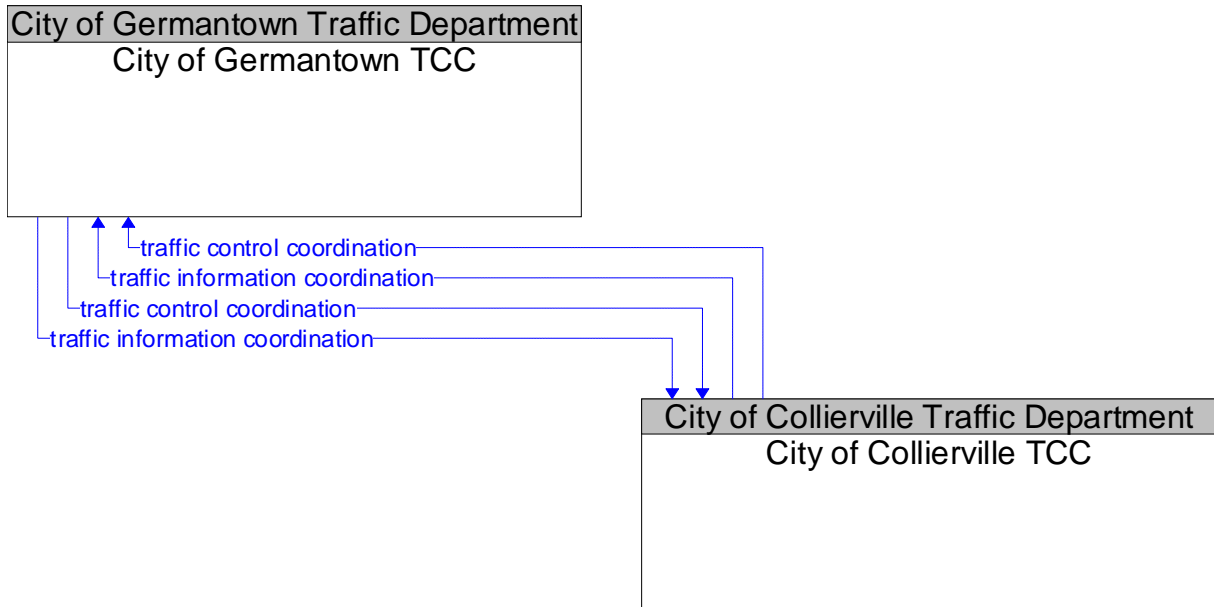 City of Germantown Traffic Department
City of Germantown TCC
traffic control coordination
traffic information coordination
traffic control coordination
traffic information coordination
City of Collierville Traffic Department
City of Collierville TCC